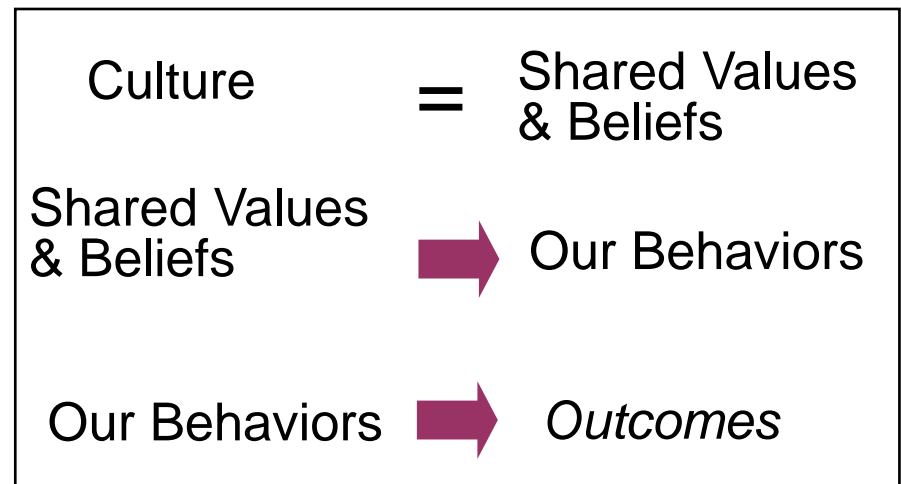 Culture = Shared Values
& Beliefs
Shared Values
& Beliefs
Our Behaviors
Our Behaviors
Outcomes